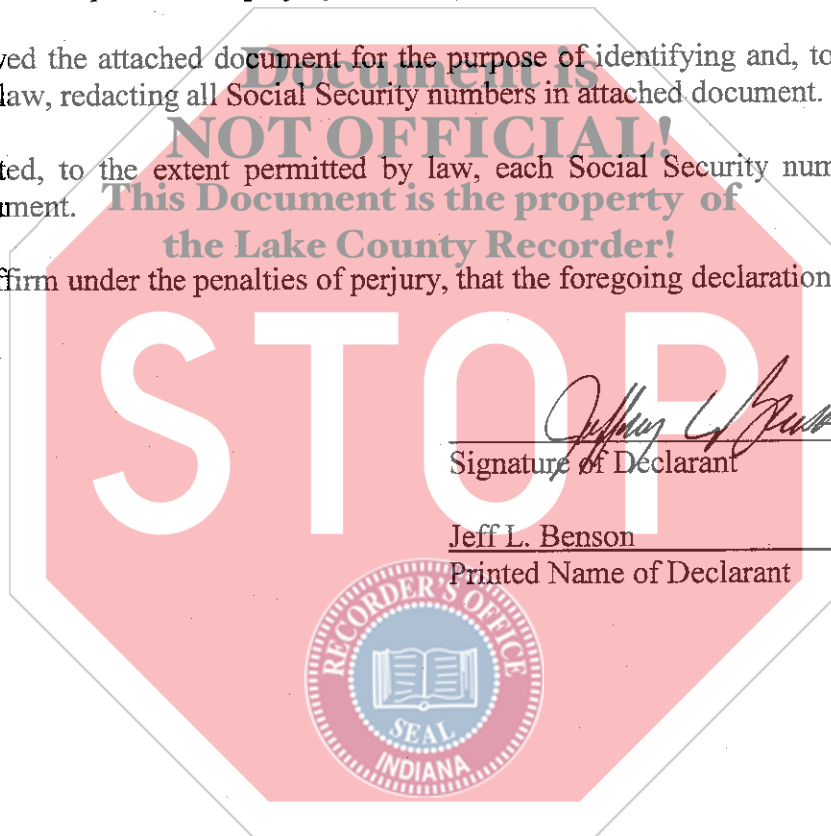 ved the attached document for the purpose of identifying and, to
Document is
law, redacting all Social Security numbers in attached document.
NOT OFFICIAL!
ted, to the extent permitted by law, each Social Security num
ument.
This Document is the property of
the Lake County Recorder!
ffirm under the penalties of perjury, that the foregoing declaration
STOP
Signature of Declarant
Jeff L. Benson
Printed Name of Declarant
RECORDER'S OFFICE
SEAL
INDIANA